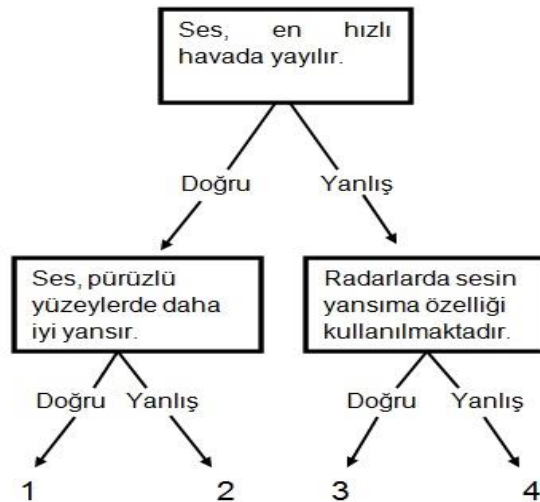 Ses, en hızlı
havada yayılır.
Doğru Yanlış
Ses, pürüzlü
yüzeylerde daha
iyi yansır.
Radarlarda sesin
yansıma özelliği
kullanılmaktadır.
Doğru Yanlış Doğru Yanlış
1 2 3 4